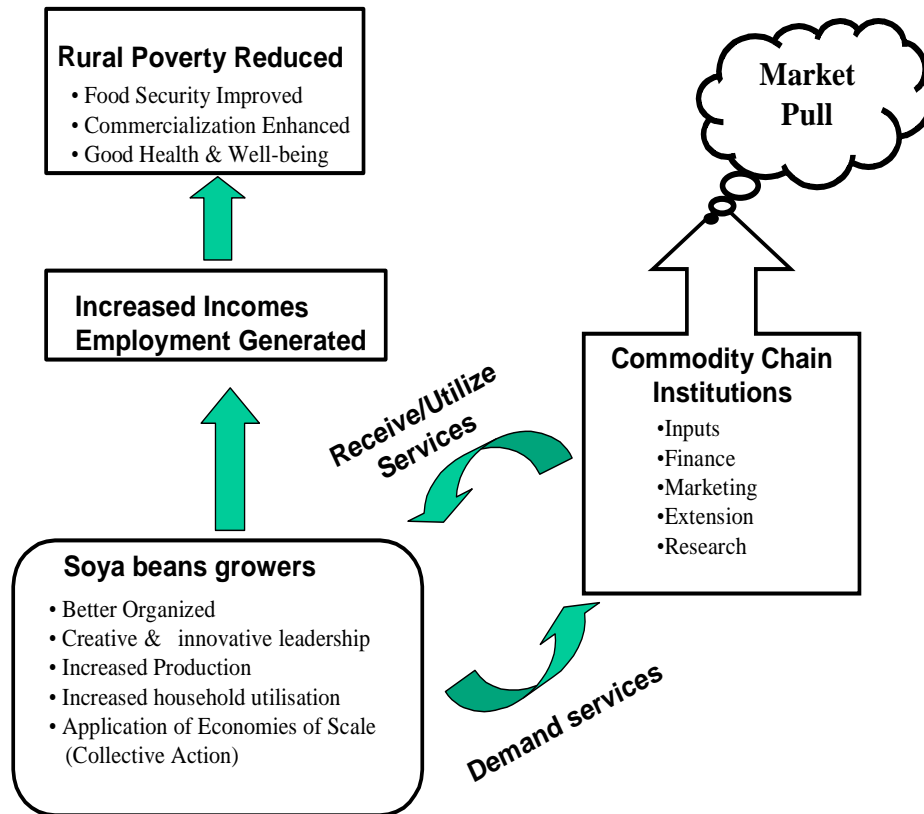 Rural Poverty Reduced
• Food Security Improved
• Commercialization Enhanced
• Good Health & Well-being
Market
Pull
Increased Incomes
Employment Generated
Commodity Chain
Institutions
•Inputs
•Finance
•Marketing
•Extension
•Research
Receive/Utilize
Services
Soya beans growers
• Better Organized
• Creative & innovative leadership
• Increased Production
• Increased household utilisation
• Application of Economies of Scale
(Collective Action)
Demand services